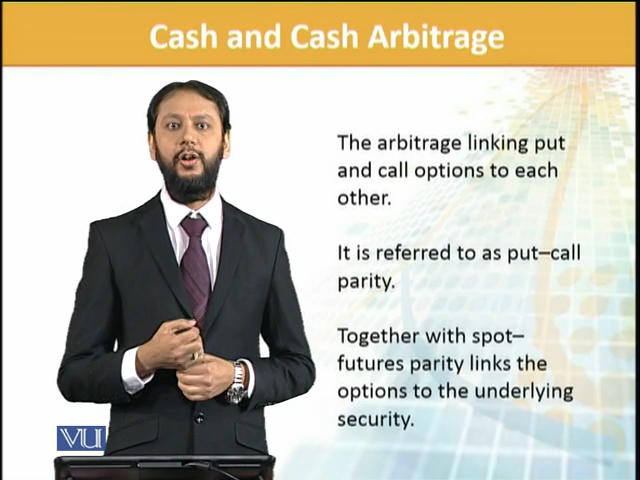 Cash and Cash Arbitrage
The arbitrage linking put
and call options to each
other.
It is referred to as put–call
parity.
Together with spot–
futures parity links the
options to the underlying
security.
VU